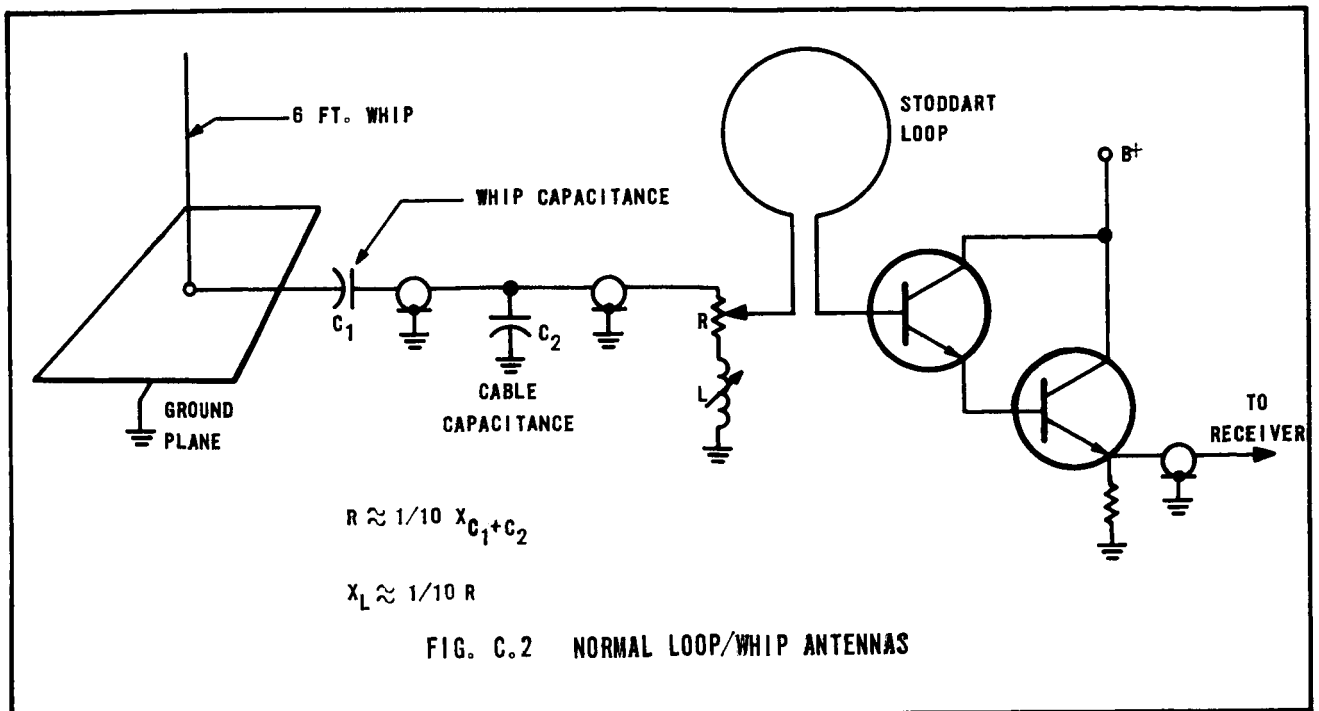 6 FT. WHIP
STODDART
LOOP
B+
WHIP CAPACITANCE
C1
C2
R
L
CABLE
CAPACITANCE
GROUND
PLANE
TO
RECEIVER
R ≈ 1/10 XC1+C2
XL ≈ 1/10 R
FIG. C.2 NORMAL LOOP/WHIP ANTENNAS